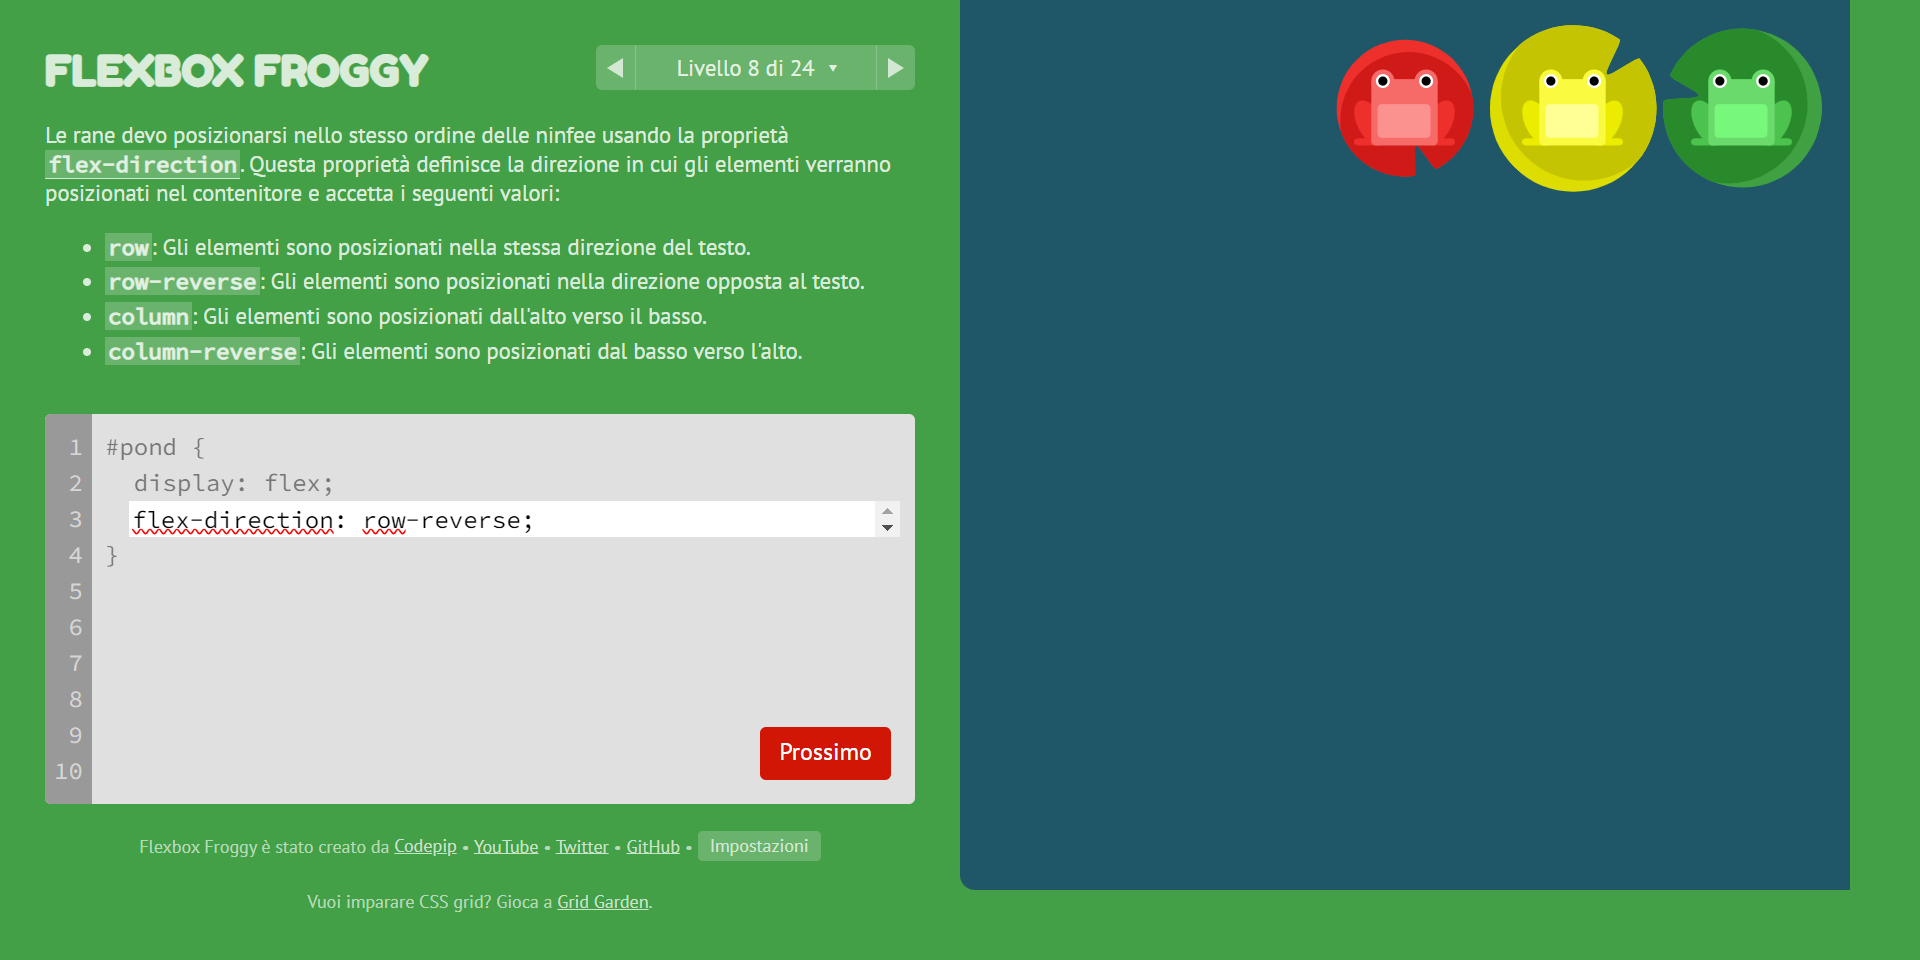 FLEXBOX FROGGY
Livello 8 di 24
Le rane devo posizionarsi nello stesso ordine delle ninfee usando la proprietà
flex-direction. Questa proprietà definisce la direzione in cui gli elementi verranno
posizionati nel contenitore e accetta i seguenti valori:
row: Gli elementi sono posizionati nella stessa direzione del testo.
row-reverse: Gli elementi sono posizionati nella direzione opposta al testo.
column: Gli elementi sono posizionati dall'alto verso il basso.
column-reverse: Gli elementi sono posizionati dal basso verso l'alto.
1 #pond {
2 display: flex;
3 flex-direction: row-reverse;
4 }
5
6
7
8
9
10
Prossimo
Flexbox Froggy è stato creato da Codepip • YouTube • Twitter • GitHub • Impostazioni
Vuoi imparare CSS grid? Gioca a Grid Garden.